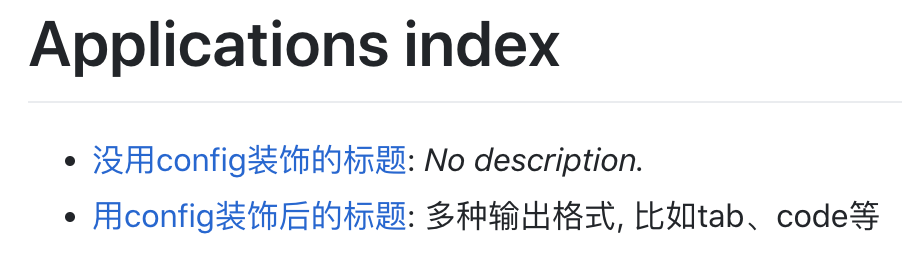 Applications index
没用config装饰的标题: No description.
用config装饰后的标题: 多种输出格式, 比如tab、code等